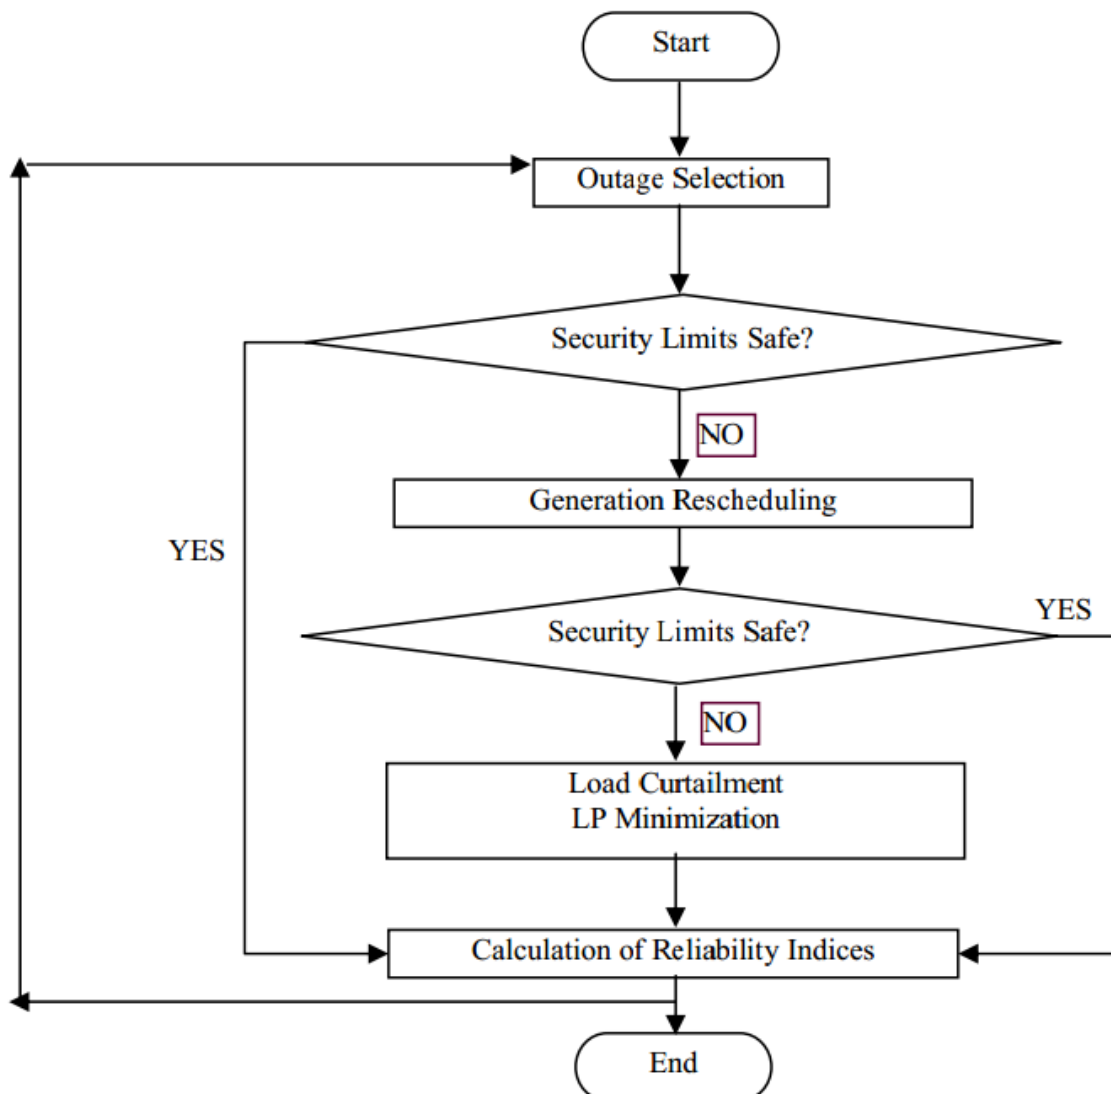 Start
Outage Selection
Security Limits Safe?
NO
Generation Rescheduling
YES
Security Limits Safe?
YES
NO
Load Curtailment
LP Minimization
Calculation of Reliability Indices
End